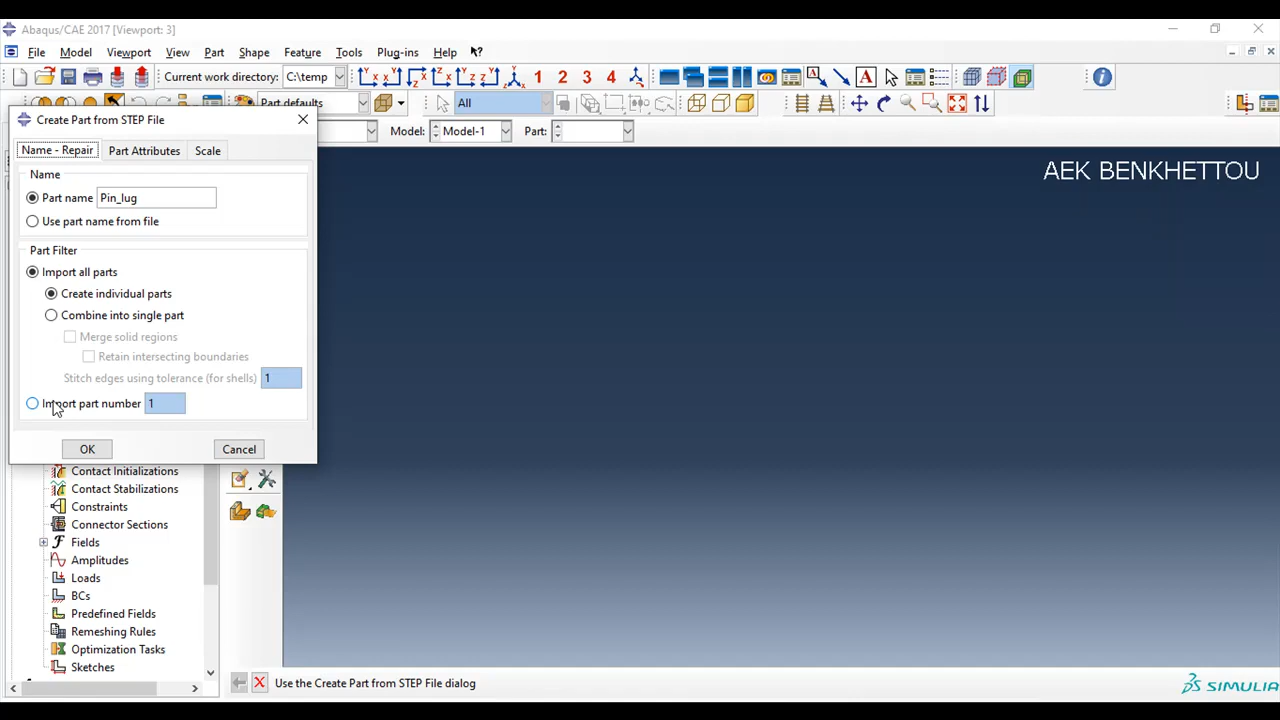 Abaqus/CAE 2017 [Viewport: 3]
File Model Viewport View Part Shape Feature Tools Plug-ins Help
Current work directory: C:\temp
1 2 3 4
A
Part defaults
All
Create Part from STEP File
Model: Model-1 Part:
Name - Repair Part Attributes Scale
AEK BENKHETTOU
Name
Part name Pin_lug
Use part name from file
Part Filter
Import all parts
Create individual parts
Combine into single part
Merge solid regions
Retain intersecting boundaries
Stitch edges using tolerance (for shells) 1
Import part number 1
OK Cancel
Contact Initializations
Contact Stabilizations
Constraints
Connector Sections
Fields
Amplitudes
Loads
BCs
Predefined Fields
Remeshing Rules
Optimization Tasks
Sketches
Use the Create Part from STEP File dialog
SIMULIA